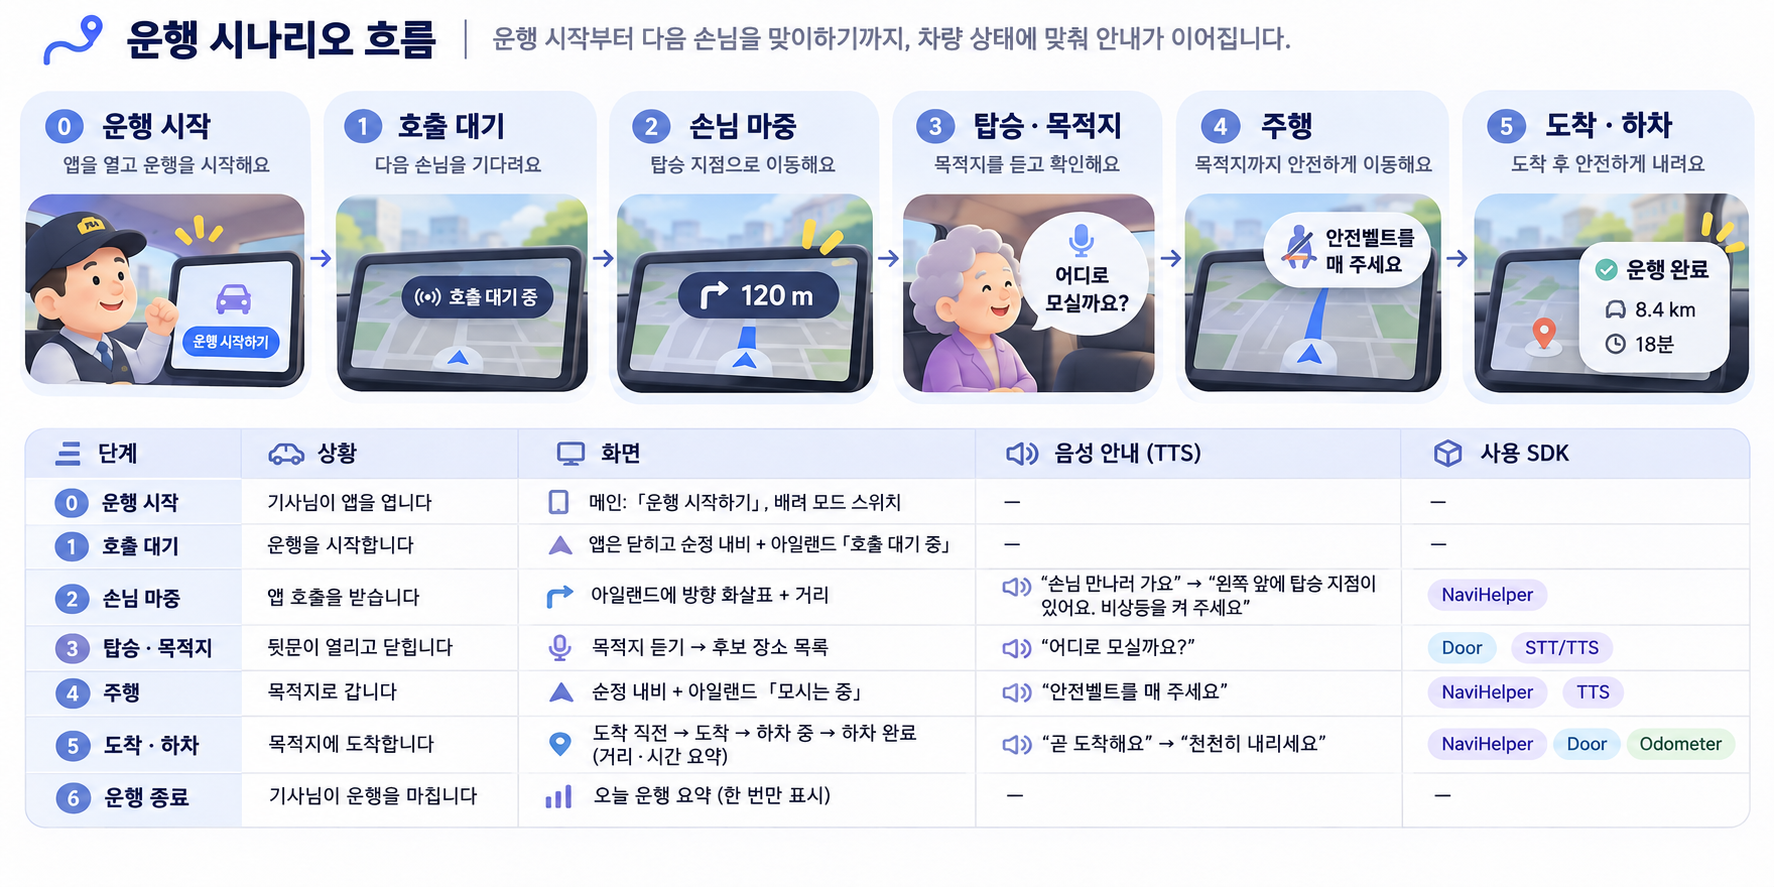 운행 시나리오 흐름
운행 시작부터 다음 손님을 맞이하기까지, 차량 상태에 맞춰 안내가 이어집니다.
0 운행 시작
앱을 열고 운행을 시작해요
운행 시작하기
1 호출 대기
다음 손님을 기다려요
호출 대기 중
2 손님 마중
탑승 지점으로 이동해요
120 m
3 탑승 · 목적지
목적지를 듣고 확인해요
어디로
모실까요?
4 주행
목적지까지 안전하게 이동해요
안전벨트를
매 주세요
5 도착 · 하차
도착 후 안전하게 내려요
운행 완료
8.4 km
18분
단계 상황 화면 음성 안내 (TTS) 사용 SDK
0 운행 시작 기사님이 앱을 엽니다 메인: 「운행 시작하기」, 배려 모드 스위치 — —
1 호출 대기 운행을 시작합니다 앱은 닫히고 순정 내비 + 아일랜드 「호출 대기 중」 — —
2 손님 마중 앱 호출을 받습니다 아일랜드에 방향 화살표 + 거리 “손님 만나러 가요” → “왼쪽 앞에 탑승 지점이
있어요. 비상등을 켜 주세요” NaviHelper
3 탑승 · 목적지 뒷문이 열리고 닫힙니다 목적지 듣기 → 후보 장소 목록 “어디로 모실까요?” Door STT/TTS
4 주행 목적지로 갑니다 순정 내비 + 아일랜드 「모시는 중」 “안전벨트를 매 주세요” NaviHelper TTS
5 도착 · 하차 목적지에 도착합니다 도착 직전 → 도착 → 하차 중 → 하차 완료
(거리 · 시간 요약) “곧 도착해요” → “천천히 내리세요” NaviHelper Door Odometer
6 운행 종료 기사님이 운행을 마칩니다 오늘 운행 요약 (한 번만 표시) — —